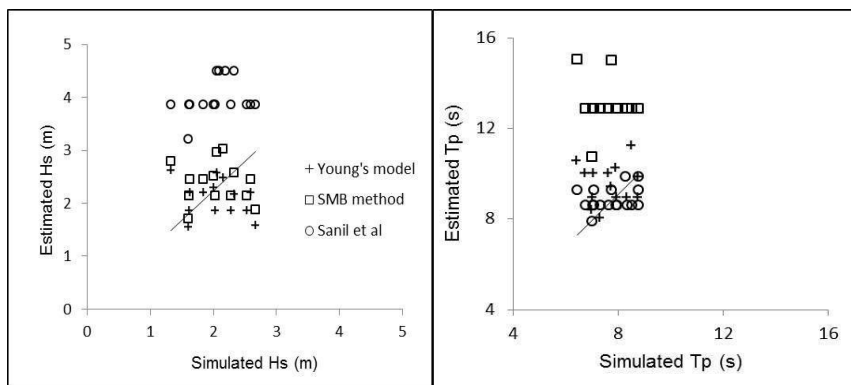 5
4
3
2
1
0
0
1
2
3
4
5
Estimated Hs (m)
Simulated Hs (m)
Young's model
SMB method
Sanil et al
16
12
8
4
4
8
12
16
Estimated Tp (s)
Simulated Tp (s)